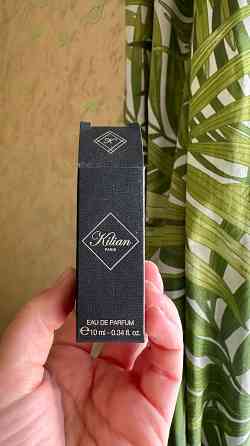 K
Kilian
PARIS
EAU DE PARFUM
℮10 ml - 0.34 fl. oz.